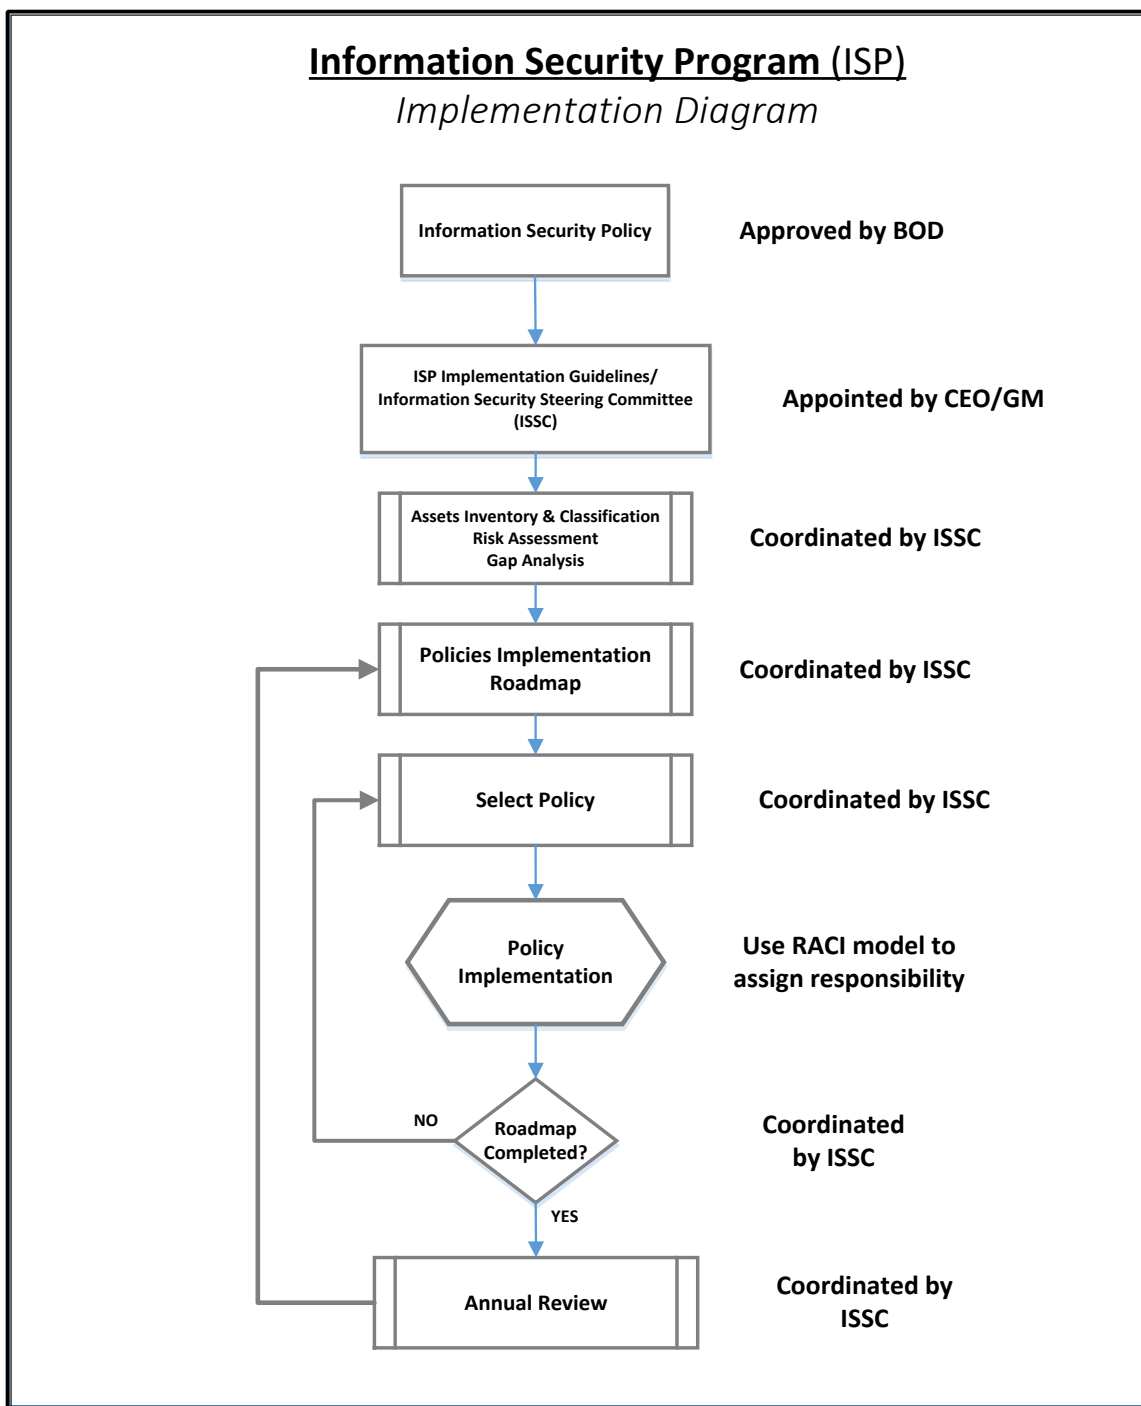 Information Security Program (ISP)
Implementation Diagram
Information Security Policy
Approved by BOD
ISP Implementation Guidelines/
Information Security Steering Committee
(ISSC)
Appointed by CEO/GM
Assets Inventory & Classification
Risk Assessment
Gap Analysis
Coordinated by ISSC
Policies Implementation
Roadmap
Coordinated by ISSC
Select Policy
Coordinated by ISSC
Policy
Implementation
Use RACI model to
assign responsibility
NO
Roadmap
Completed?
Coordinated
by ISSC
YES
Annual Review
Coordinated by
ISSC